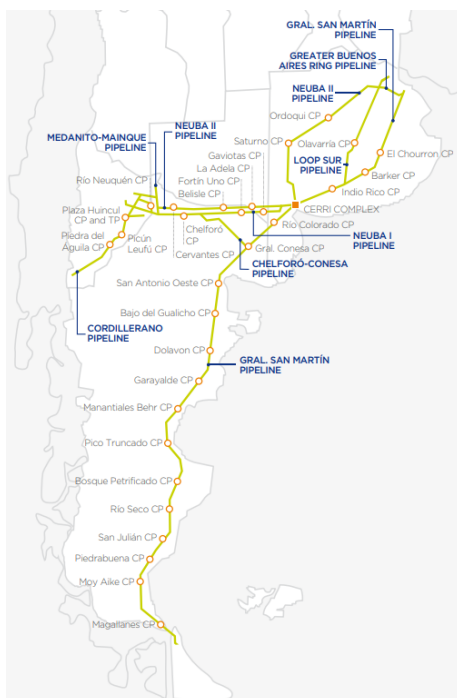 GRAL. SAN MARTÍN
PIPELINE
GREATER BUENOS
AIRES RING PIPELINE
NEUBA II
PIPELINE
Ordoqui CP
NEUBA II
PIPELINE
MEDANITO-MAINQUE
PIPELINE
Saturno CP
Olavarría CP
Gaviotas CP
La Adela CP
Fortín Uno CP
Belisle CP
LOOP SUR
PIPELINE
El Chourron CP
Barker CP
Río Neuquén CP
Indio Rico CP
CERRI COMPLEX
Plaza Huincul
CP and TP
Río Colorado CP
Chelforó
CP
NEUBA I
PIPELINE
Piedra del
Águila CP
Picún
Leufú CP
Cervantes CP
Gral. Conesa CP
CHELFORÓ-CONESA
PIPELINE
San Antonio Oeste CP
Bajo del Gualicho CP
CORDILLERANO
PIPELINE
Dolavon CP
GRAL. SAN MARTÍN
PIPELINE
Garayalde CP
Manantiales Behr CP
Pico Truncado CP
Bosque Petrificado CP
Río Seco CP
San Julián CP
Piedrabuena CP
Moy Aike CP
Magallanes CP